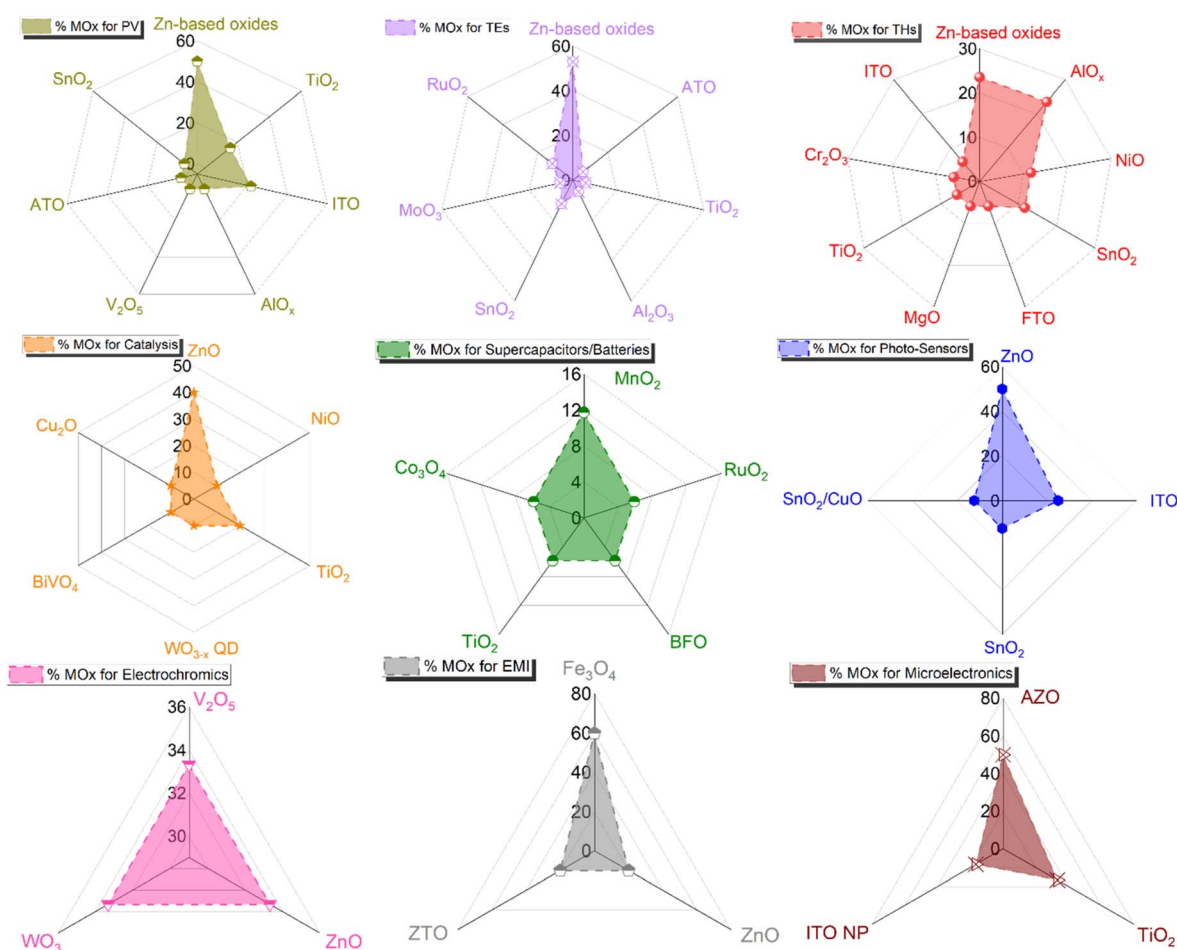 % MOx for PV
Zn-based oxides
60
40
20
0
SnO₂
TiO₂
ATO
ITO
V₂O₅
AlOₓ
% MOx for TEs
Zn-based oxides
60
40
20
0
RuO₂
ATO
MoO₃
TiO₂
SnO₂
Al₂O₃
% MOx for THs
Zn-based oxides
30
20
10
0
ITO
AlOₓ
Cr₂O₃
NiO
TiO₂
SnO₂
MgO
FTO
% MOx for Catalysis
ZnO
50
40
30
20
10
0
Cu₂O
NiO
BiVO₄
TiO₂
WO₃₋ₓ QD
% MOx for Supercapacitors/Batteries
MnO₂
16
12
8
4
0
Co₃O₄
RuO₂
TiO₂
BFO
% MOx for Photo-Sensors
ZnO
60
40
20
0
SnO₂/CuO
ITO
SnO₂
% MOx for Electrochromics
V₂O₅
36
34
32
30
WO₃
ZnO
% MOx for EMI
Fe₃O₄
80
60
40
20
0
ZTO
ZnO
% MOx for Microelectronics
AZO
80
60
40
20
0
ITO NP
TiO₂